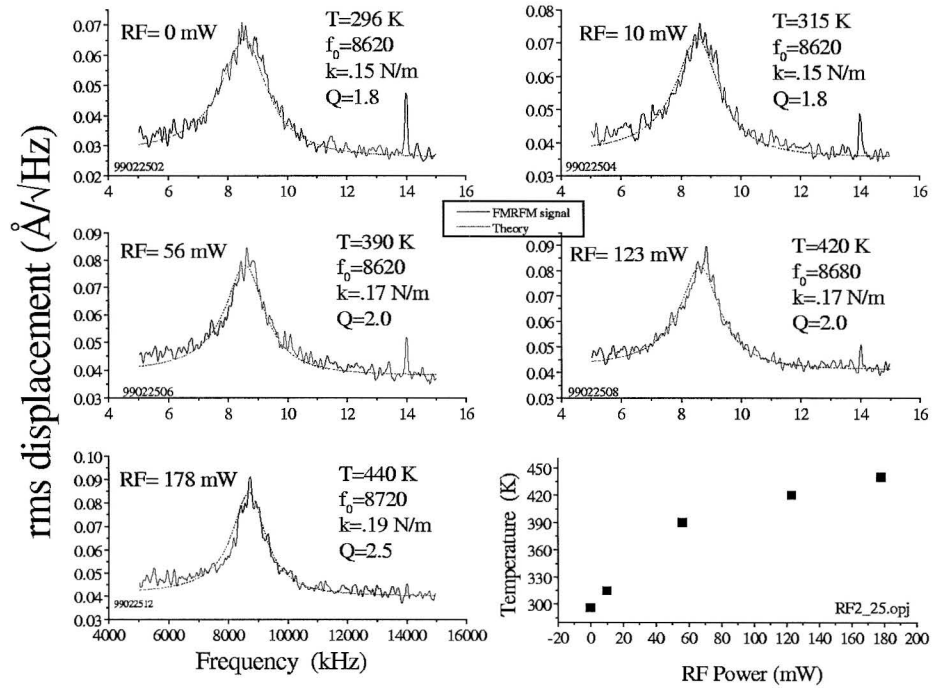 rms displacement (Å/√Hz)
RF= 0 mW
T=296 K
f0=8620
k=.15 N/m
Q=1.8
0.07
0.06
0.05
0.04
0.03
0.02
99022502
4 6 8 10 12 14 16
RF= 10 mW
T=315 K
f0=8620
k=.15 N/m
Q=1.8
0.08
0.07
0.06
0.05
0.04
0.03
99022504
4 6 8 10 12 14 16
FMRFM signal
Theory
RF= 56 mW
T=390 K
f0=8620
k=.17 N/m
Q=2.0
0.09
0.08
0.07
0.06
0.05
0.04
0.03
99022506
4 6 8 10 12 14 16
RF= 123 mW
T=420 K
f0=8680
k=.17 N/m
Q=2.0
0.09
0.08
0.07
0.06
0.05
0.04
0.03
99022508
4 6 8 10 12 14 16
RF= 178 mW
T=440 K
f0=8720
k=.19 N/m
Q=2.5
0.10
0.09
0.08
0.07
0.06
0.05
0.04
0.03
99022512
4000 6000 8000 10000 12000 14000 16000
Frequency (kHz)
Temperature (K)
450
420
390
360
330
300
RF2_25.opj
-20 0 20 40 60 80 100 120 140 160 180 200
RF Power (mW)